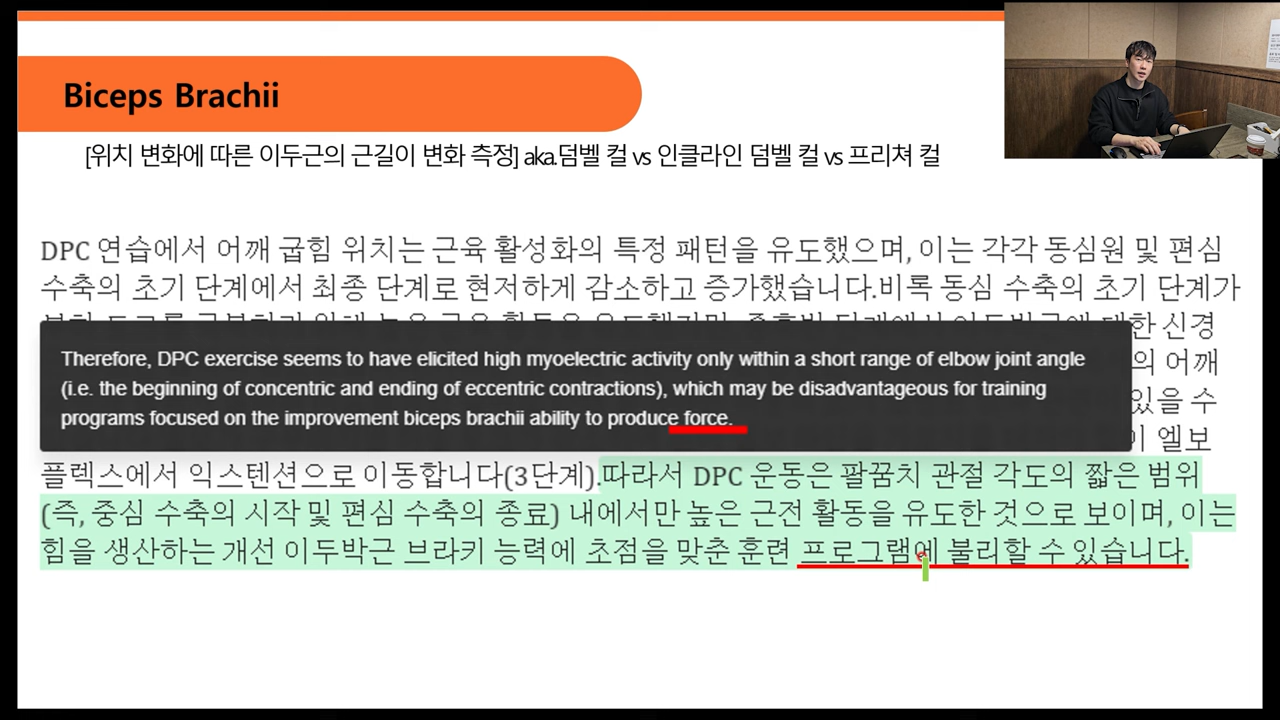 Biceps Brachii
[위치 변화에 따른 이두근의 근길이 변화 측정] aka.덤벨 컬 vs 인클라인 덤벨 컬 vs 프리쳐 컬
DPC 연습에서 어깨 굽힘 위치는 근육 활성화의 특정 패턴을 유도했으며, 이는 각각 동심원 및 편심
수축의 초기 단계에서 최종 단계로 현저하게 감소하고 증가했습니다.비록 동심 수축의 초기 단계가
한 신경
Therefore, DPC exercise seems to have elicited high myoelectric activity only within a short range of elbow joint angle
의 어깨
(i.e. the beginning of concentric and ending of eccentric contractions), which may be disadvantageous for training
있을 수
programs focused on the improvement biceps brachii ability to produce force.
엘보
플렉스에서 익스텐션으로 이동합니다(3단계).따라서 DPC 운동은 팔꿈치 관절 각도의 짧은 범위
(즉, 중심 수축의 시작 및 편심 수축의 종료) 내에서만 높은 근전 활동을 유도한 것으로 보이며, 이는
힘을 생산하는 개선 이두박근 브라키 능력에 초점을 맞춘 훈련 프로그램에 불리할 수 있습니다.